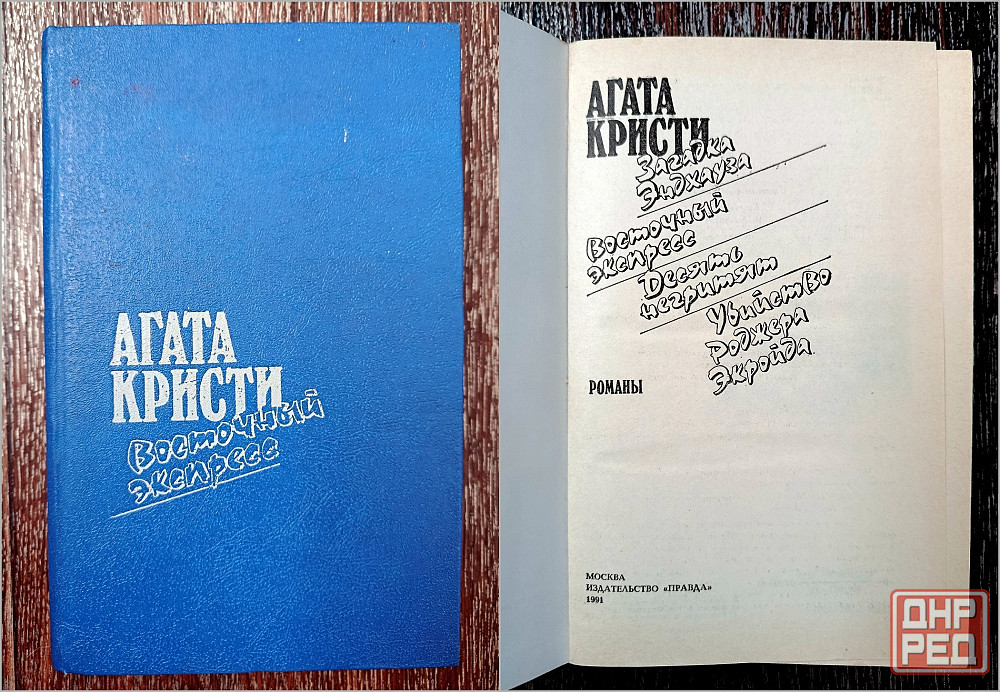 АГАТА
КРИСТИ
Восточный
экспресс
АГАТА
КРИСТИ
Загадка
Эндхауза
Восточный
экспресс
Десять
негритят
Убийство
Роджера
Экройда
РОМАНЫ
МОСКВА
ИЗДАТЕЛЬСТВО «ПРАВДА»
1991
ДНР
РЕД